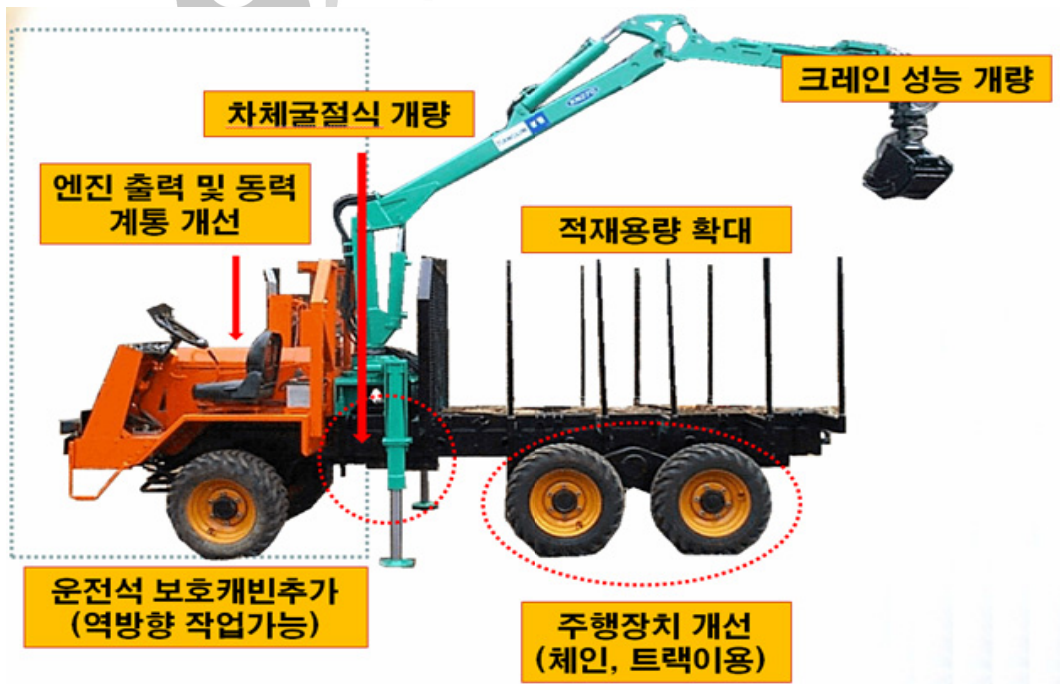 크레인 성능 개량
차체굴절식 개량
엔진 출력 및 동력
계통 개선
적재용량 확대
운전석 보호캐빈추가
(역방향 작업가능)
주행장치 개선
(체인, 트랙이용)